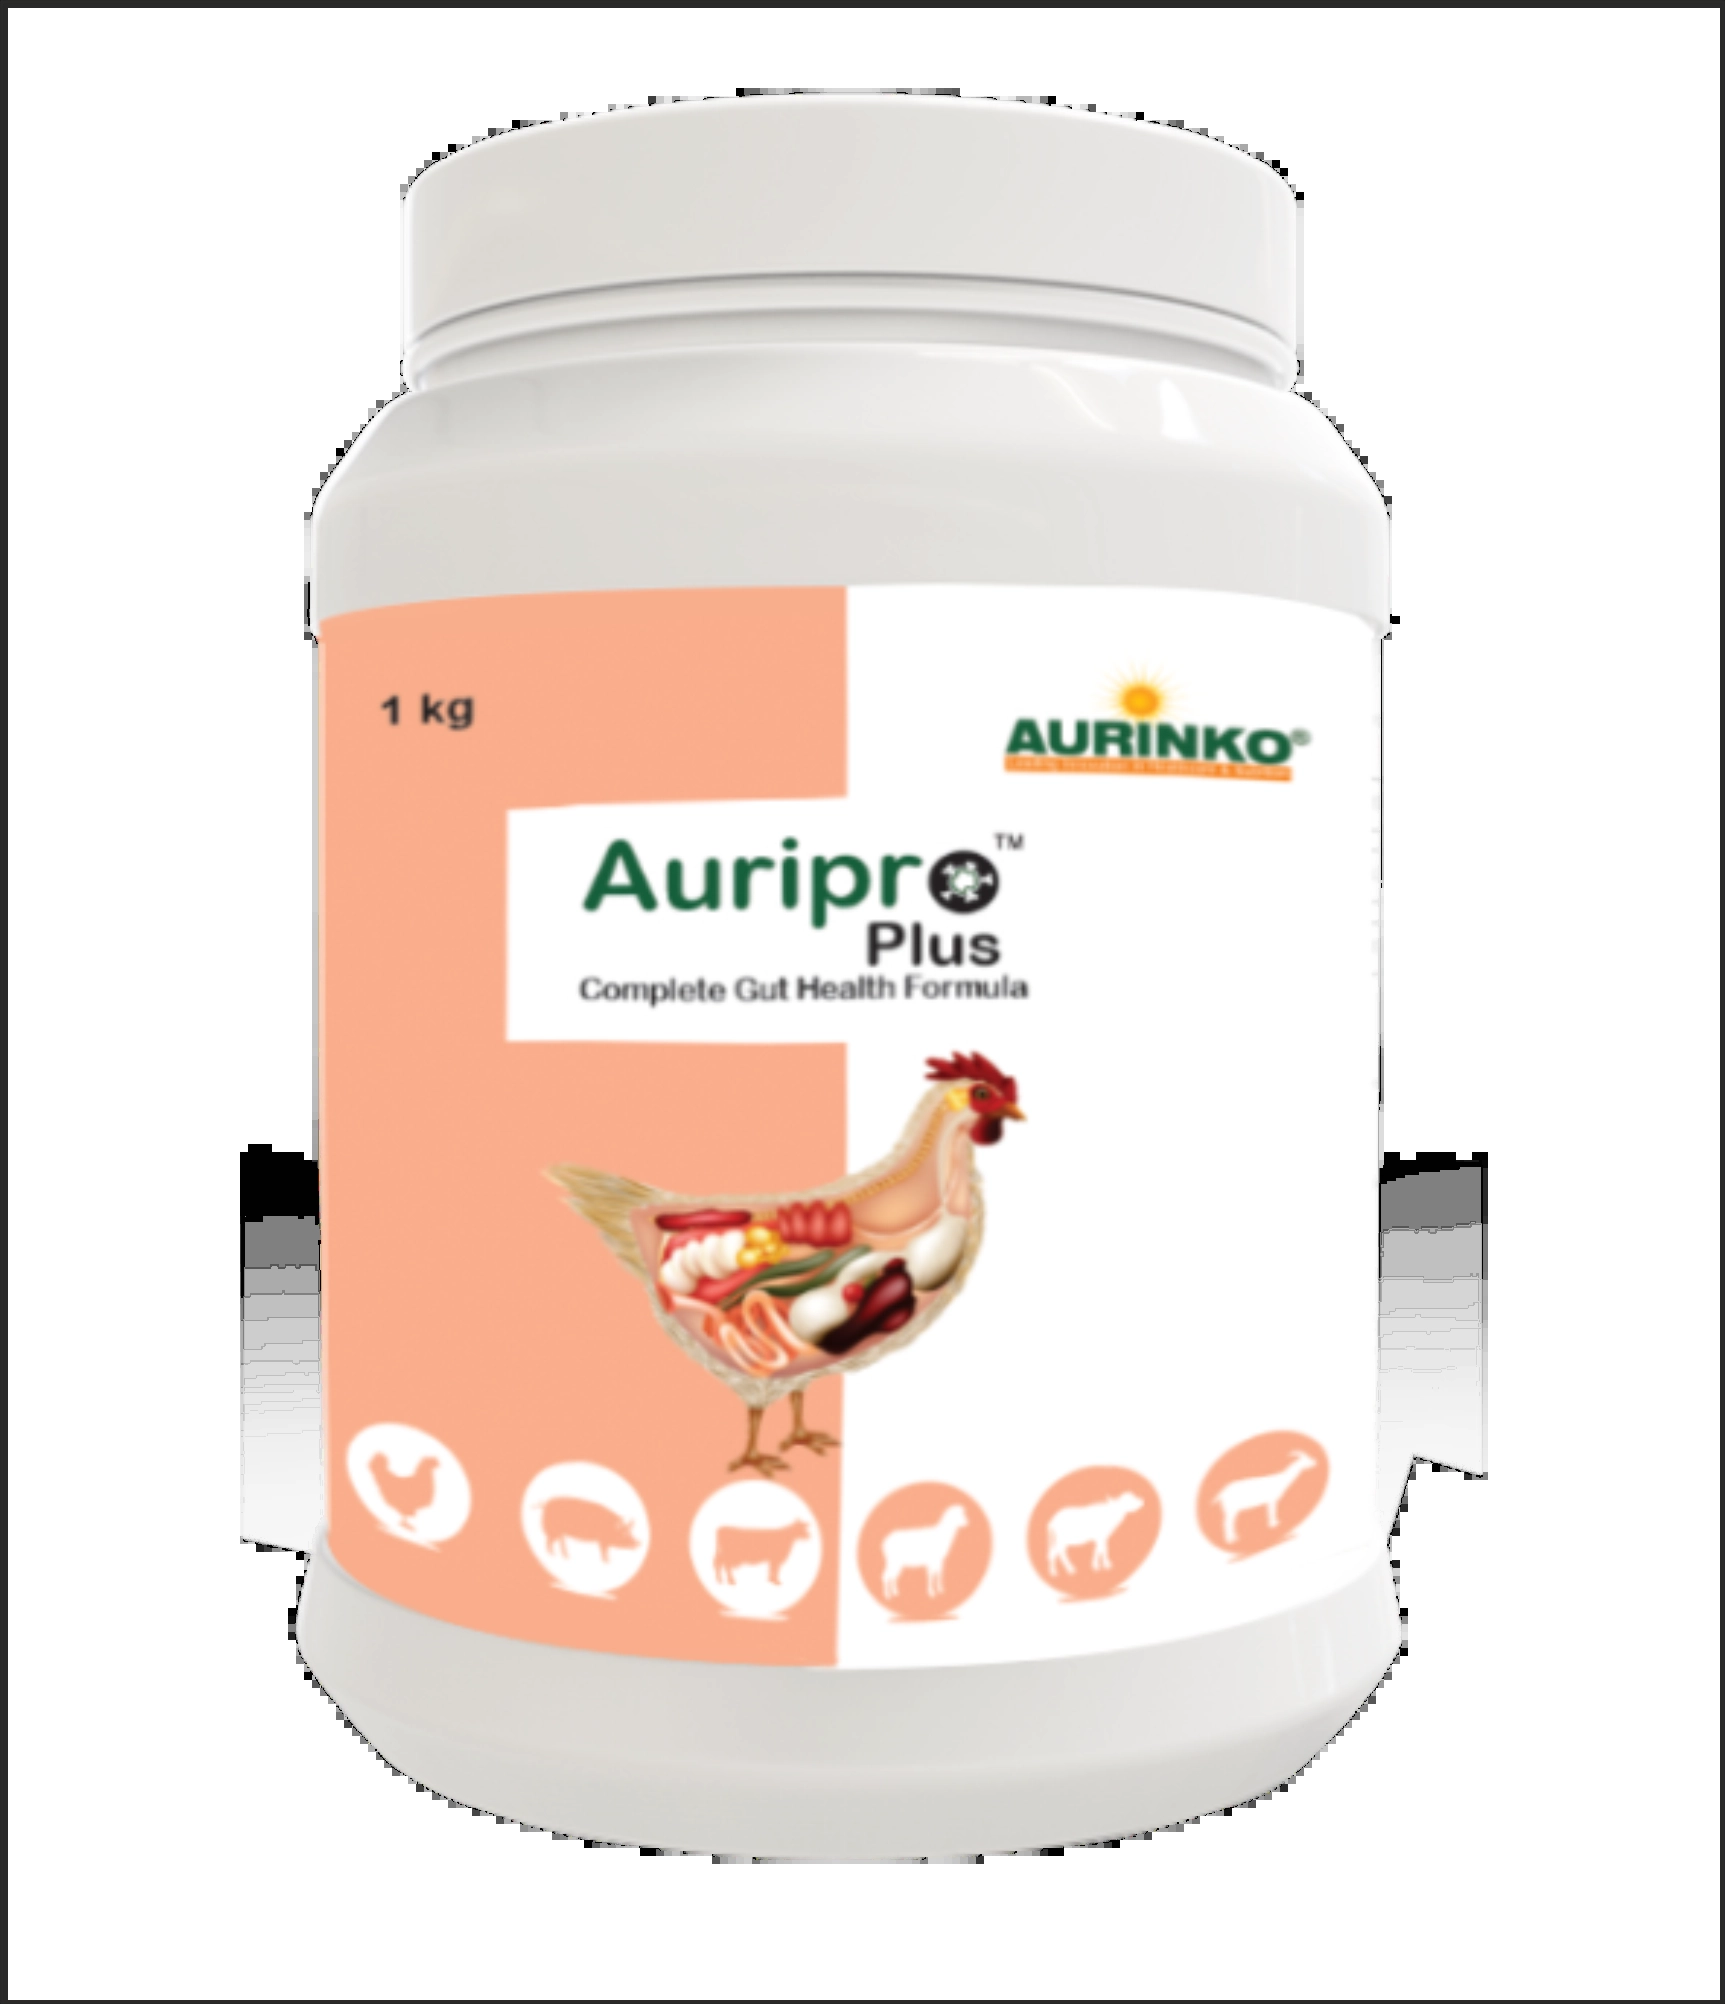 1 kg
AURINKO®
Auripro™
Plus
Complete Gut Health Formula